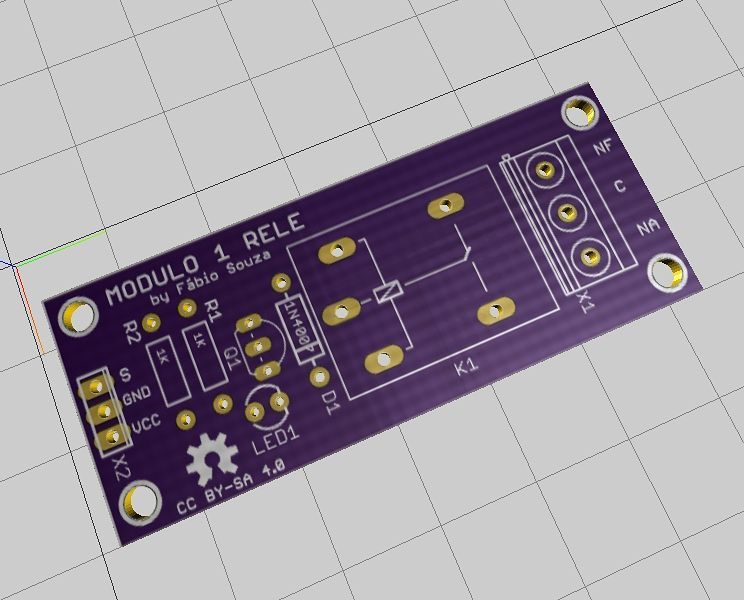 MODULO 1 RELE
by Fábio Souza
NF
C
NA
X1
R2
R1
1K
1K
Q1
1N4007
D1
K1
S
GND
VCC
X2
LED1
CC BY-SA 4.0